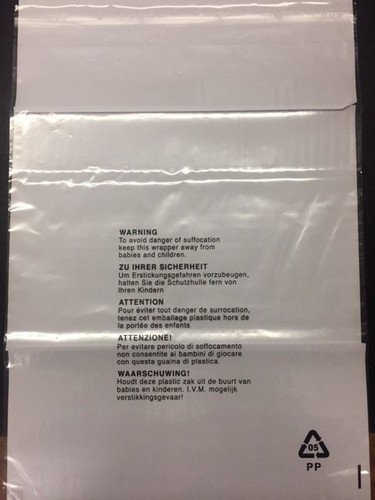 WARNING
To avoid danger of suffocation
keep this wrapper away from
babies and children.
ZU IHRER SICHERHEIT
Um Erstickungsgefahren vorzubeugen,
halten Sie die Schutzhulle fern von
Ihren Kindern
ATTENTION
Pour éviter tout danger de surrocation,
tenez cet emballage plastique hors de
la portée des enfants
ATTENZIONE!
Per evitare pericolo di soflocamento
non consentite ai bambini di giocare
con questa guaina di plastica.
WAARSCHUWING!
Houdt deze plastic zak uit de buurt van
babies en kinderen. I.V.M. mogelijk
verstikkingsgevaar!
05
PP